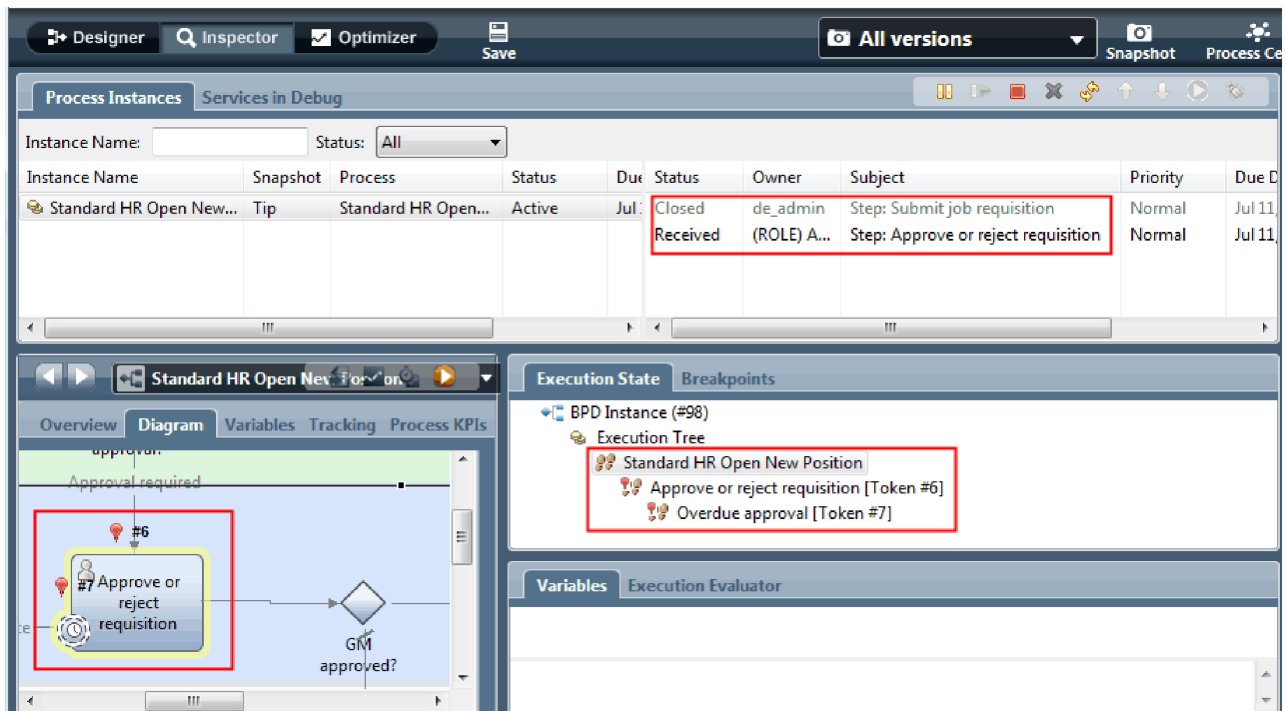 Designer Inspector Optimizer Save All versions Snapshot Process Ce
Process Instances Services in Debug
Instance Name: Status: All
Instance Name Snapshot Process Status Due Status Owner Subject Priority Due D
Standard HR Open New... Tip Standard HR Open... Active Jul Closed de_admin Step: Submit job requisition Normal Jul 11,
Received (ROLE) A... Step: Approve or reject requisition Normal Jul 11,
Standard HR Open New Position
Overview Diagram Variables Tracking Process KPIs
approval?
Approval required
#6
#7 Approve or
reject
requisition
GM
approved?
Execution State Breakpoints
BPD Instance (#98)
Execution Tree
Standard HR Open New Position
Approve or reject requisition [Token #6]
Overdue approval [Token #7]
Variables Execution Evaluator